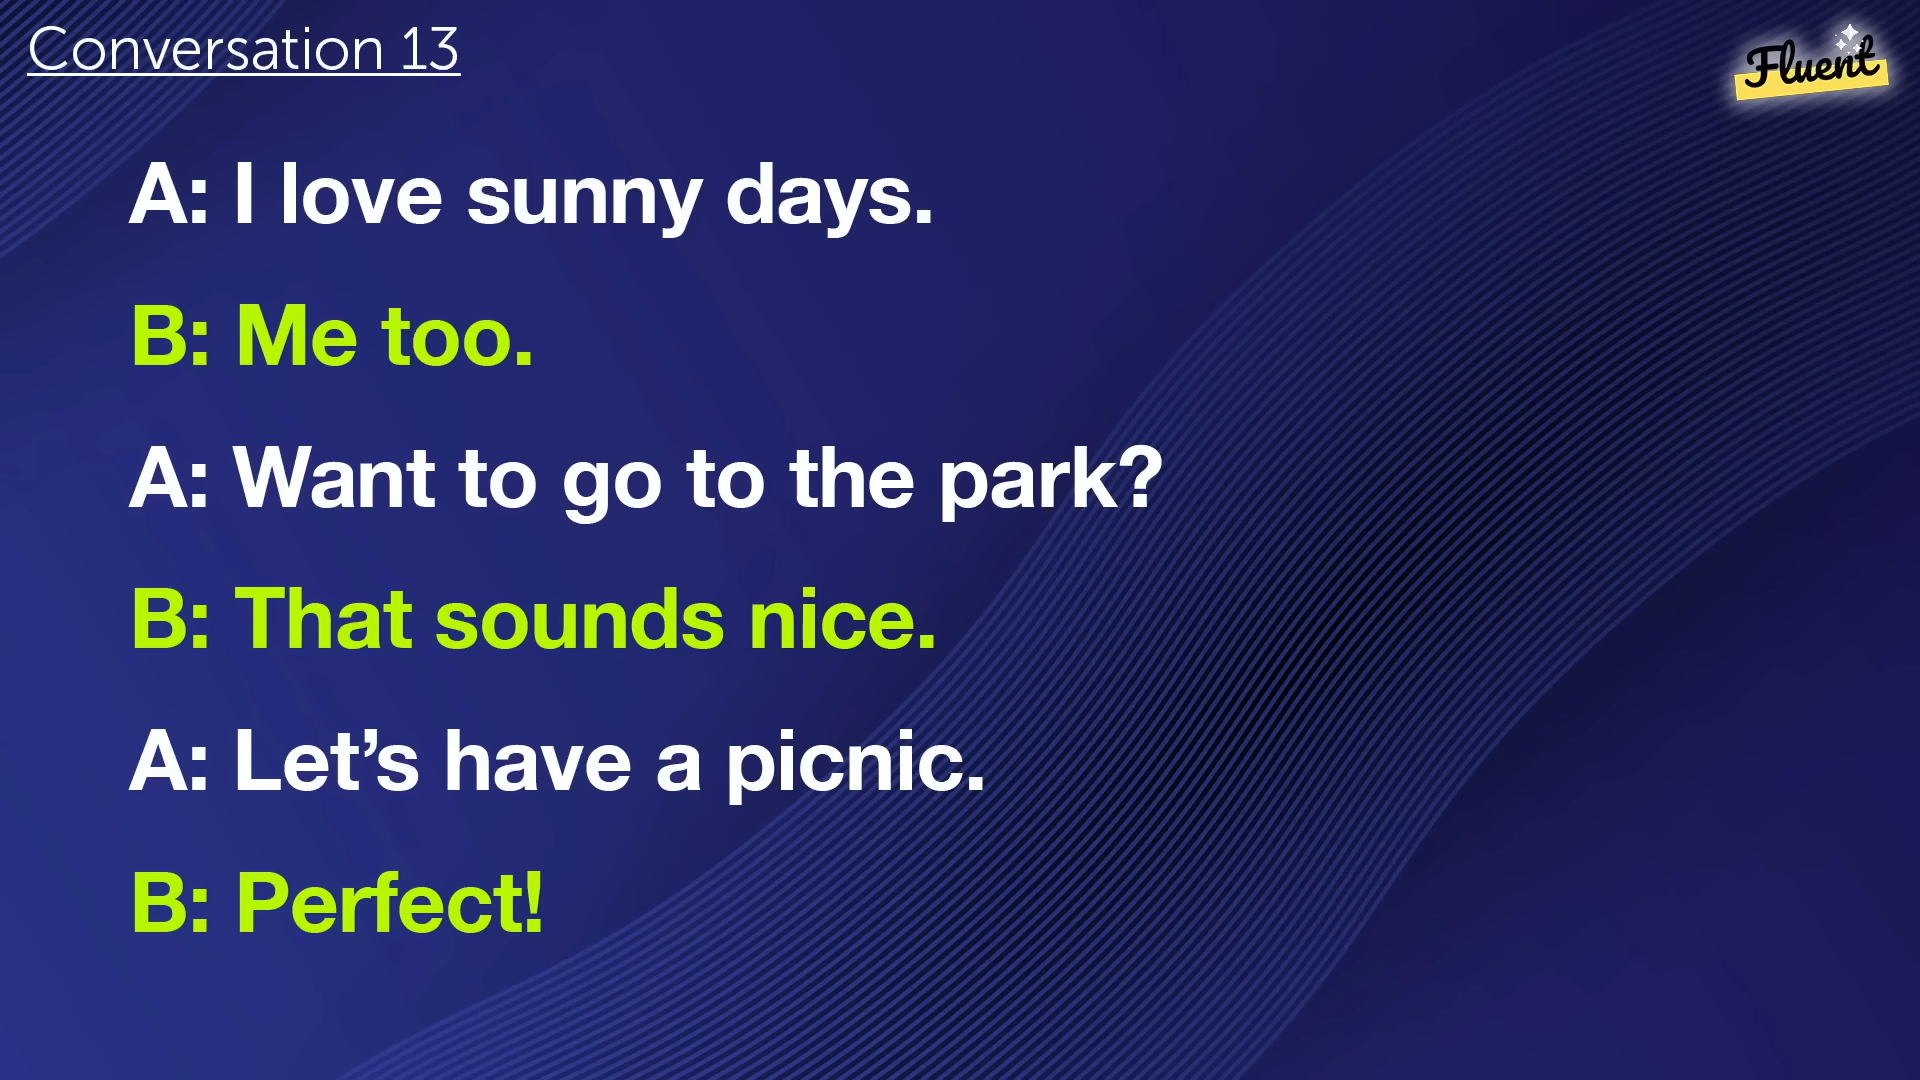 Conversation 13
Fluent
A: I love sunny days.
B: Me too.
A: Want to go to the park?
B: That sounds nice.
A: Let’s have a picnic.
B: Perfect!